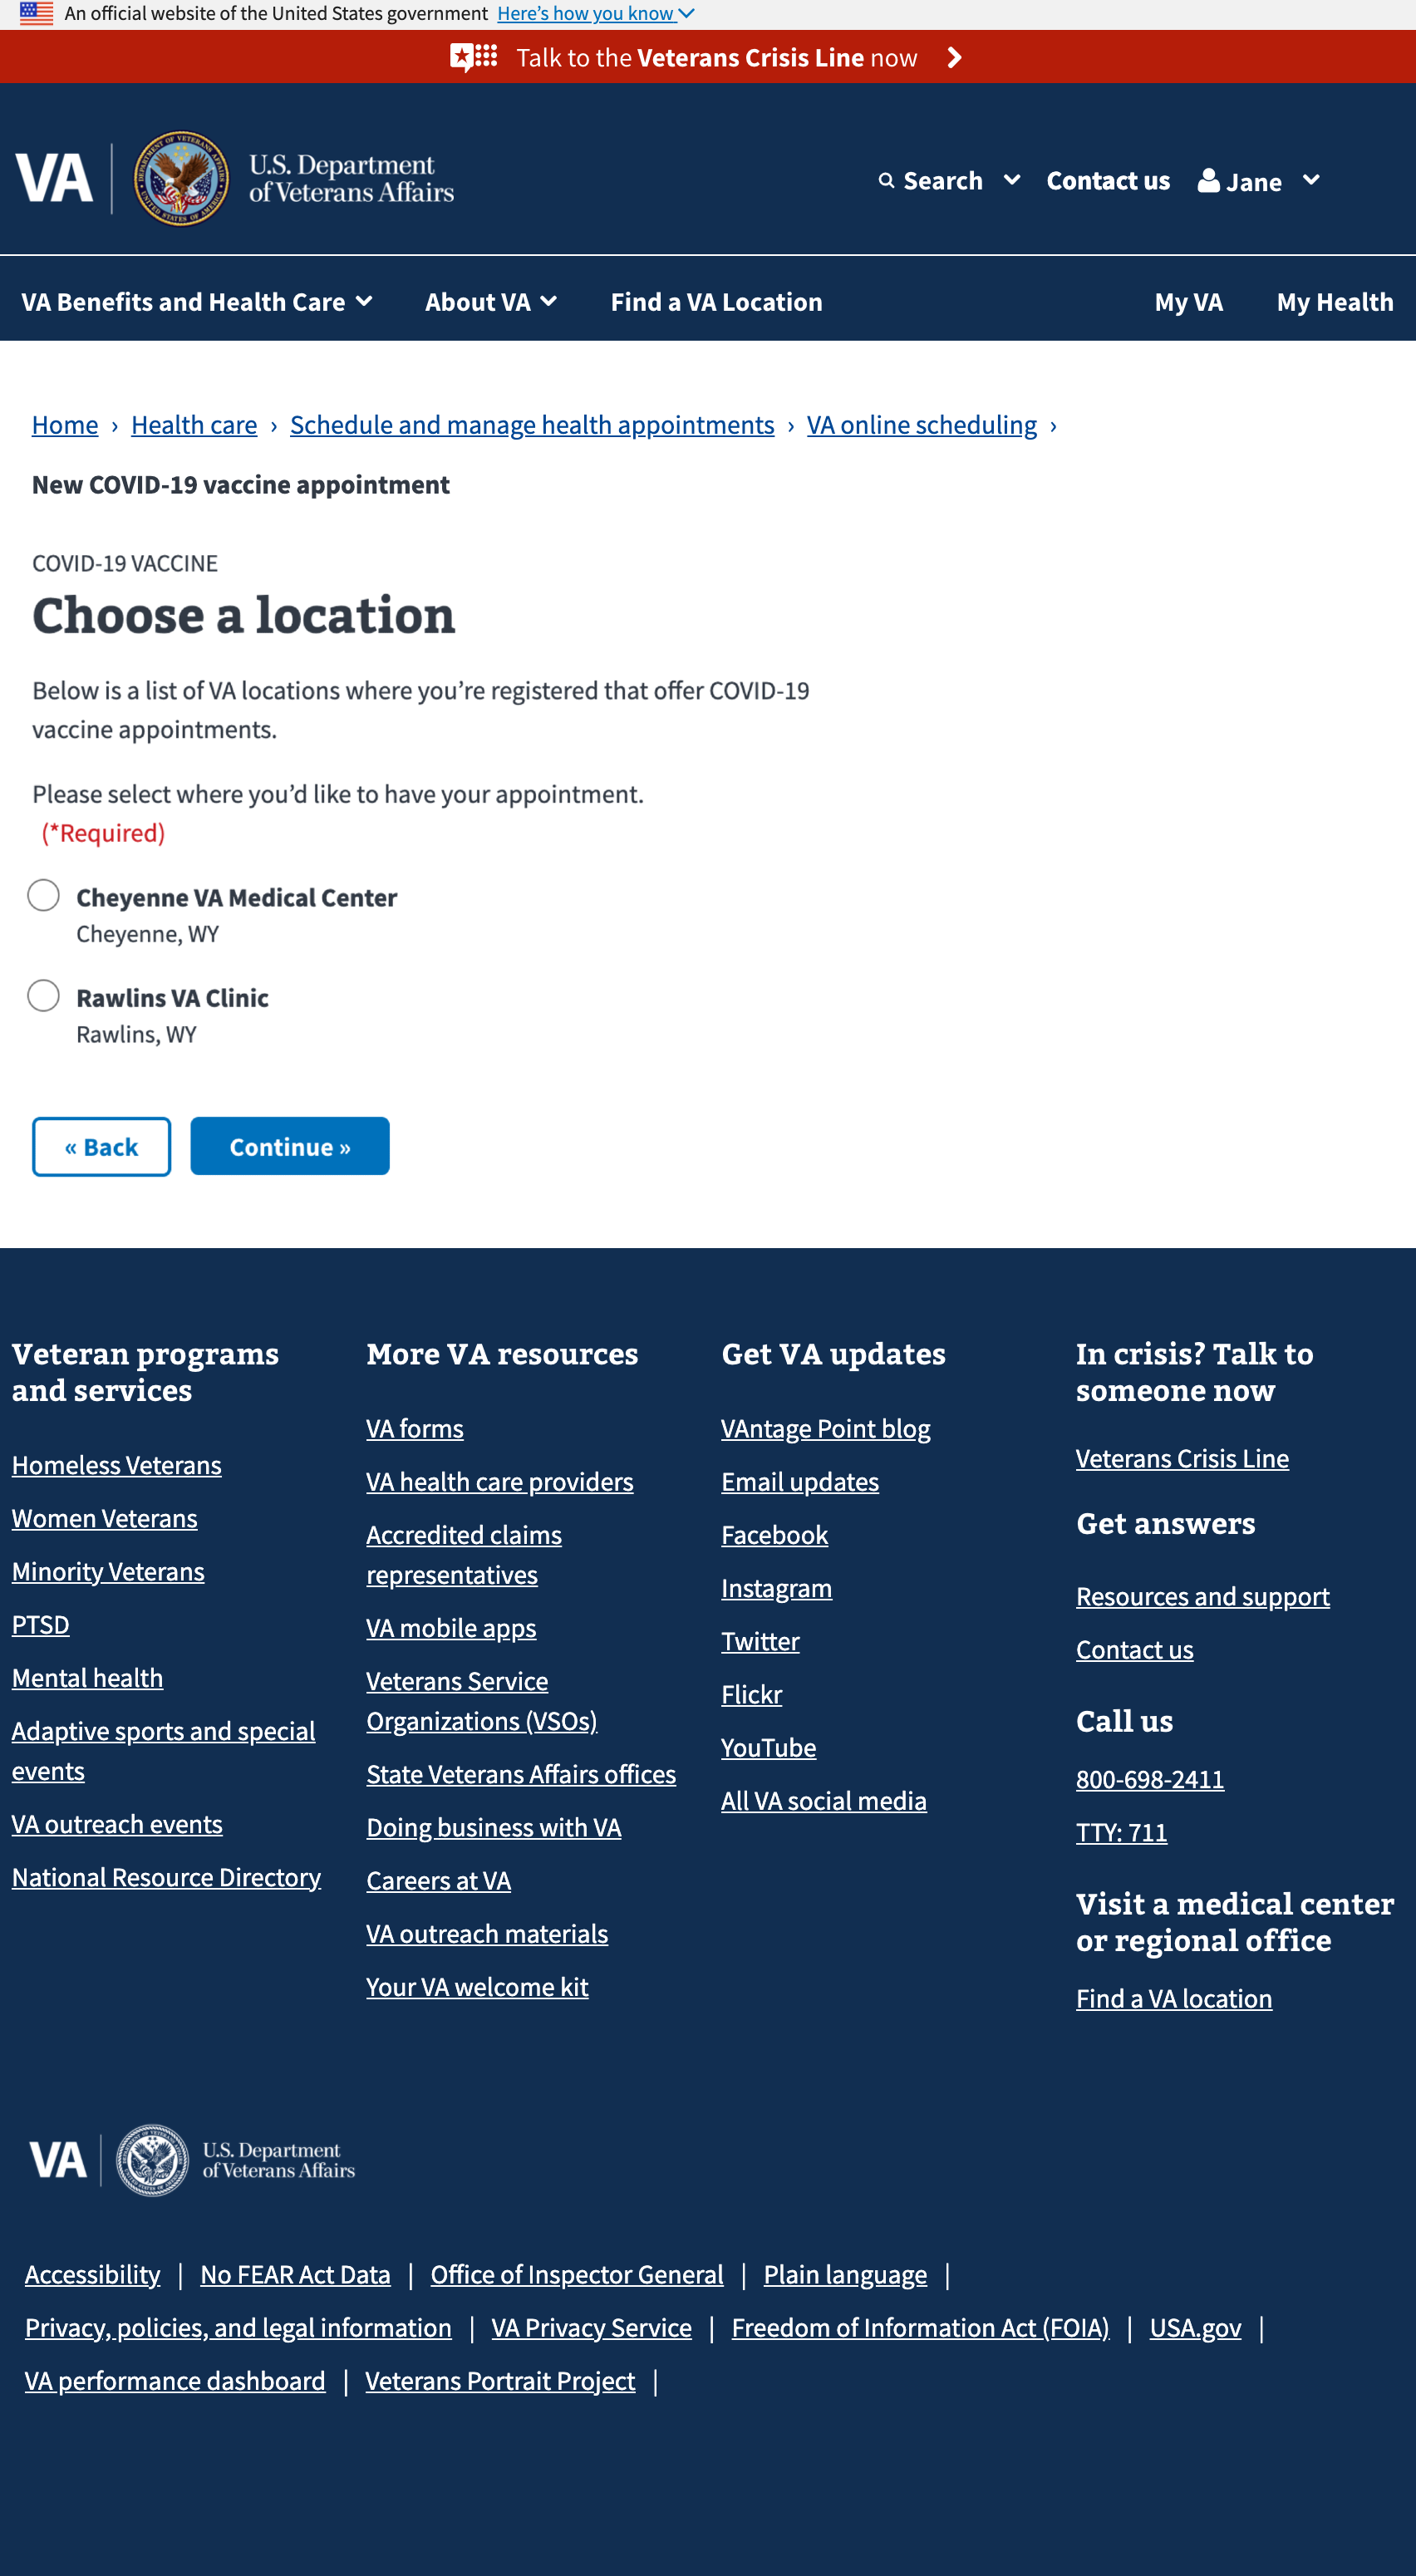 An official website of the United States government Here’s how you know
Talk to the Veterans Crisis Line now
VA U.S. Department
of Veterans Affairs
Search Contact us Jane
VA Benefits and Health Care About VA Find a VA Location My VA My Health
Home › Health care › Schedule and manage health appointments › VA online scheduling ›
New COVID-19 vaccine appointment
COVID-19 VACCINE
Choose a location
Below is a list of VA locations where you’re registered that offer COVID-19
vaccine appointments.
Please select where you’d like to have your appointment.
(*Required)
Cheyenne VA Medical Center
Cheyenne, WY
Rawlins VA Clinic
Rawlins, WY
« Back Continue »
Veteran programs
and services
Homeless Veterans
Women Veterans
Minority Veterans
PTSD
Mental health
Adaptive sports and special
events
VA outreach events
National Resource Directory
More VA resources
VA forms
VA health care providers
Accredited claims
representatives
VA mobile apps
Veterans Service
Organizations (VSOs)
State Veterans Affairs offices
Doing business with VA
Careers at VA
VA outreach materials
Your VA welcome kit
Get VA updates
VAntage Point blog
Email updates
Facebook
Instagram
Twitter
Flickr
YouTube
All VA social media
In crisis? Talk to
someone now
Veterans Crisis Line
Get answers
Resources and support
Contact us
Call us
800-698-2411
TTY: 711
Visit a medical center
or regional office
Find a VA location
VA U.S. Department
of Veterans Affairs
Accessibility | No FEAR Act Data | Office of Inspector General | Plain language |
Privacy, policies, and legal information | VA Privacy Service | Freedom of Information Act (FOIA) | USA.gov |
VA performance dashboard | Veterans Portrait Project |